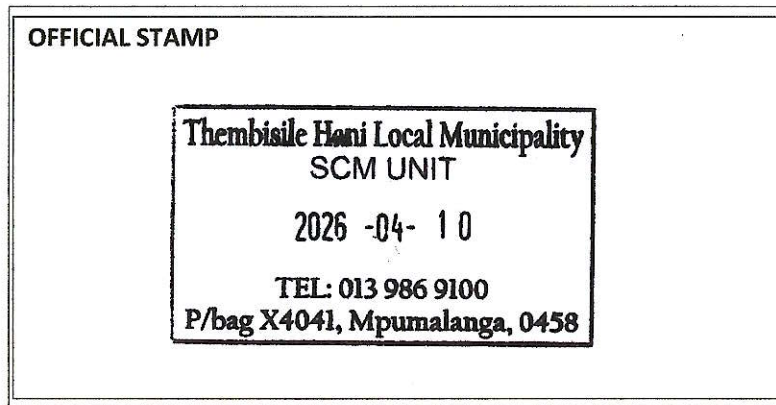 OFFICIAL STAMP
Thembisile Hani Local Municipality
SCM UNIT
2026 -04- 10
TEL: 013 986 9100
P/bag X4041, Mpumalanga, 0458